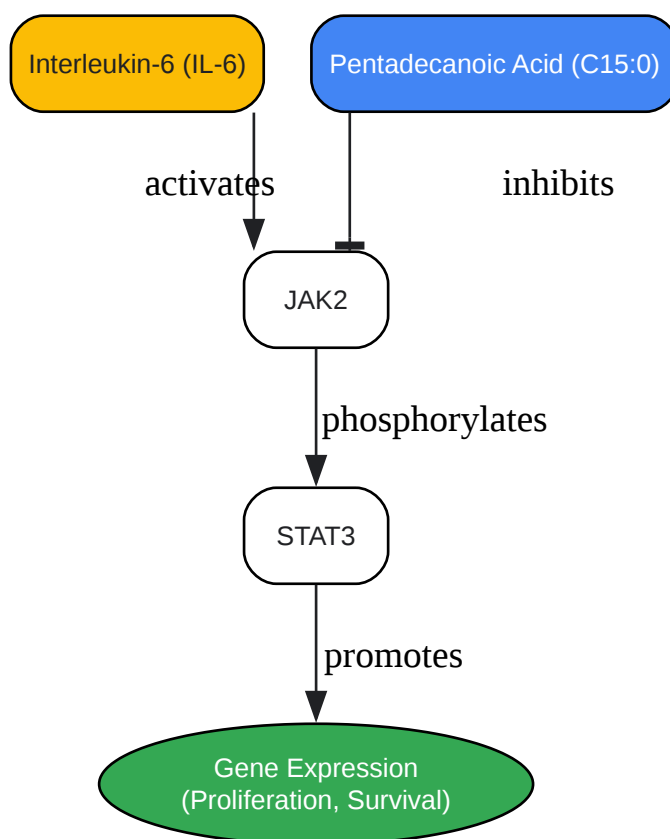 Interleukin-6 (IL-6)
Pentadecanoic Acid (C15:0)
activates
inhibits
JAK2
phosphorylates
STAT3
promotes
Gene Expression
(Proliferation, Survival)